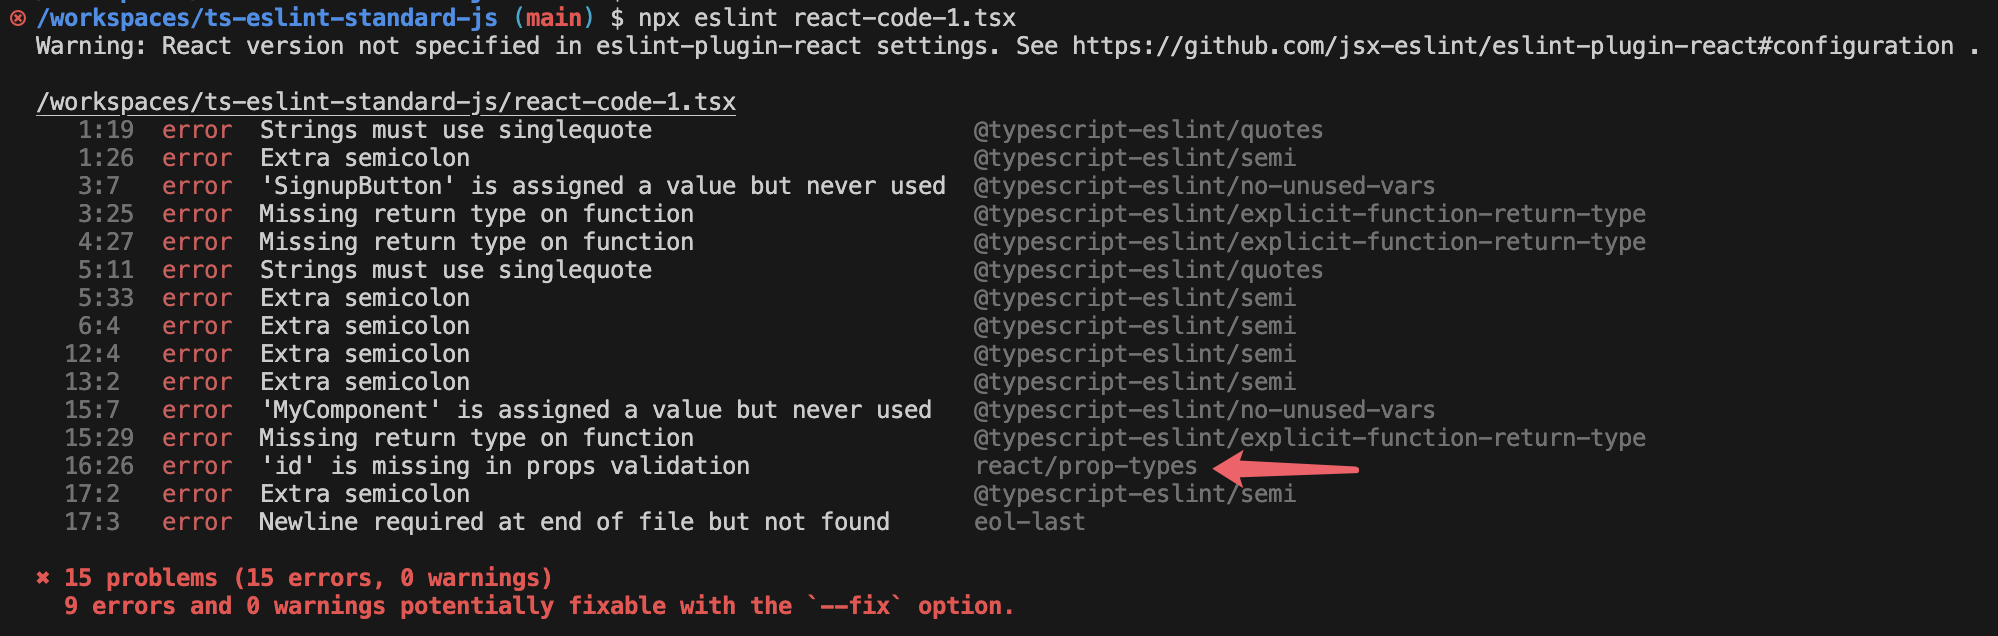 /workspaces/ts-eslint-standard-js (main) $ npx eslint react-code-1.tsx
Warning: React version not specified in eslint-plugin-react settings. See https://github.com/jsx-eslint/eslint-plugin-react#configuration .
/workspaces/ts-eslint-standard-js/react-code-1.tsx
1:19 error Strings must use singlequote @typescript-eslint/quotes
1:26 error Extra semicolon @typescript-eslint/semi
3:7 error 'SignupButton' is assigned a value but never used @typescript-eslint/no-unused-vars
3:25 error Missing return type on function @typescript-eslint/explicit-function-return-type
4:27 error Missing return type on function @typescript-eslint/explicit-function-return-type
5:11 error Strings must use singlequote @typescript-eslint/quotes
5:33 error Extra semicolon @typescript-eslint/semi
6:4 error Extra semicolon @typescript-eslint/semi
12:4 error Extra semicolon @typescript-eslint/semi
13:2 error Extra semicolon @typescript-eslint/semi
15:7 error 'MyComponent' is assigned a value but never used @typescript-eslint/no-unused-vars
15:29 error Missing return type on function @typescript-eslint/explicit-function-return-type
16:26 error 'id' is missing in props validation react/prop-types
17:2 error Extra semicolon @typescript-eslint/semi
17:3 error Newline required at end of file but not found eol-last
✖ 15 problems (15 errors, 0 warnings)
9 errors and 0 warnings potentially fixable with the `--fix` option.